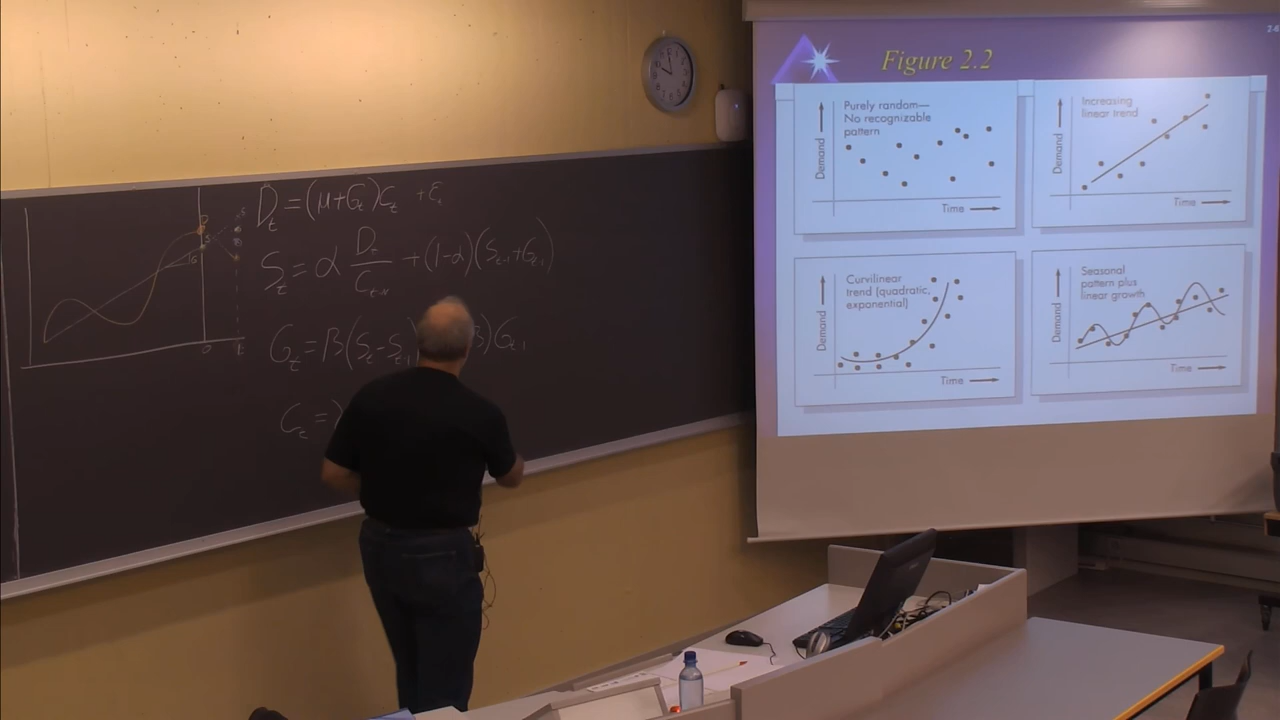 D_t = (μ+G_t)C_t + ε_t
S_t = α D_t/C_{t-N} + (1-α)(S_{t-1}+G_{t-1})
G_t = β(S_t - S_{t-1}) β)G_{t-1}
C_t =
Figure 2.2
Purely random—
No recognizable
pattern
Demand
Time
Increasing
linear trend
Demand
Time
Curvilinear
trend (quadratic,
exponential)
Demand
Time
Seasonal
pattern plus
linear growth
Demand
Time